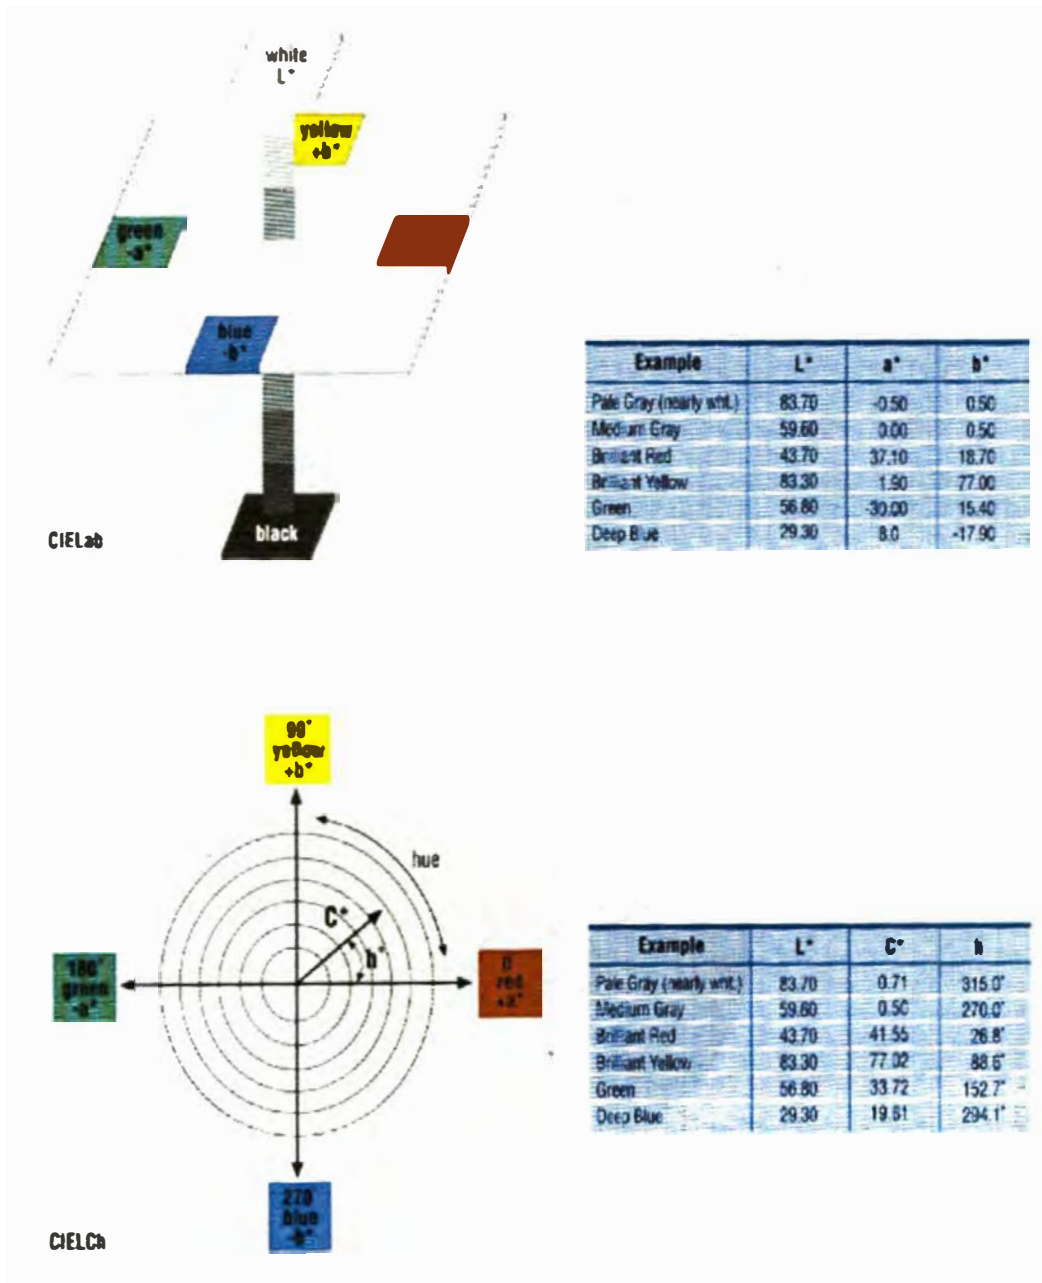 white
L*
yellow
+b*
green
-a*
blue
-b*
black
CIELab
Example L* a* b*
Pale Gray (nearly wht.) 83.70 -0.50 0.50
Medium Gray 59.60 0.00 0.50
Brilliant Red 43.70 37.10 18.70
Brilliant Yellow 83.30 1.90 77.00
Green 56.80 -30.00 15.40
Deep Blue 29.30 8.0 -17.90
90°
yellow
+b*
hue
C*
h°
180°
green
-a*
0
red
+a*
270
blue
-b*
CIELCh
Example L* C* h
Pale Gray (nearly wht.) 83.70 0.71 315.0°
Medium Gray 59.60 0.50 270.0°
Brilliant Red 43.70 41.55 26.8°
Brilliant Yellow 83.30 77.02 88.6°
Green 56.80 33.72 152.7°
Deep Blue 29.30 19.61 294.1°